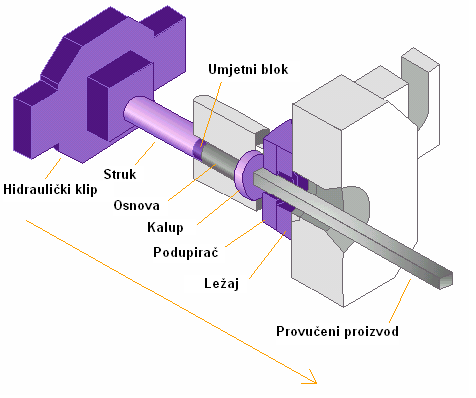 Umjetni blok
Hidraulički klip
Struk
Osnova
Kalup
Podupirač
Ležaj
Provučeni proizvod